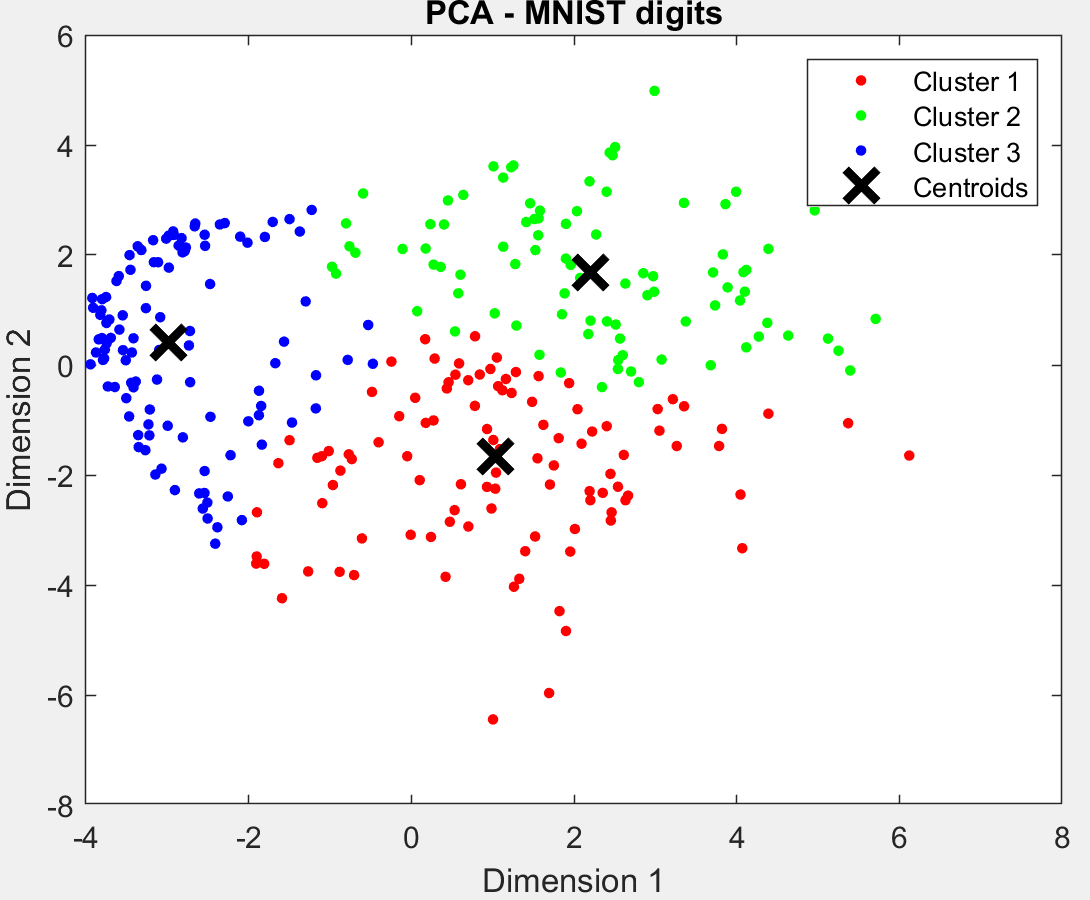 PCA - MNIST digits
6
4
2
0
-2
-4
-6
-8
Dimension 2
Cluster 1
Cluster 2
Cluster 3
Centroids
-4 -2 0 2 4 6 8
Dimension 1